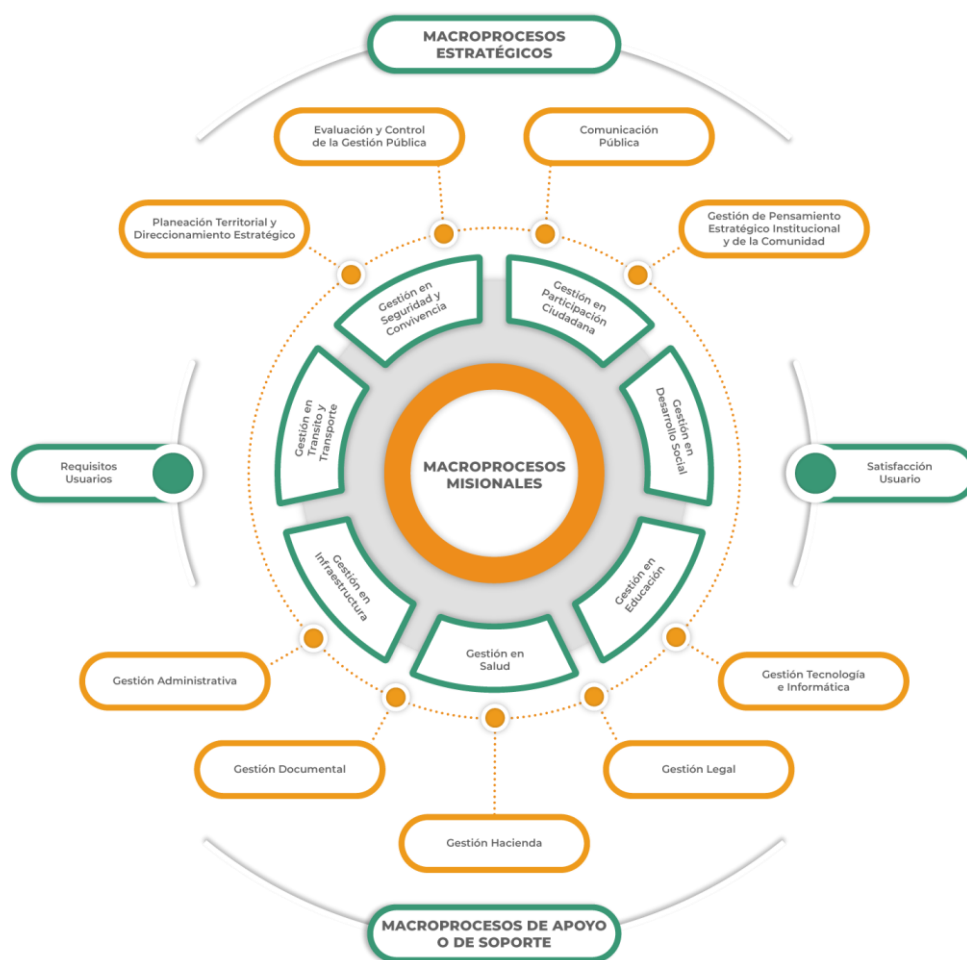 MACROPROCESOS
ESTRATÉGICOS
Evaluación y Control
de la Gestión Pública
Comunicación
Pública
Planeación Territorial y
Direccionamiento Estratégico
Gestión de Pensamiento
Estratégico Institucional
y de la Comunidad
Gestión en
Seguridad y
Convivencia
Gestión en
Participación
Ciudadana
Gestión en
Transíto y
Transporte
Gestión en
Desarrollo Social
Requisitos
Usuarios
MACROPROCESOS
MISIONALES
Satisfacción
Usuario
Gestión en
Infraestructura
Gestión en
Educación
Gestión en
Salud
Gestión Administrativa
Gestión Tecnología
e Informática
Gestión Documental
Gestión Legal
Gestión Hacienda
MACROPROCESOS DE APOYO
O DE SOPORTE